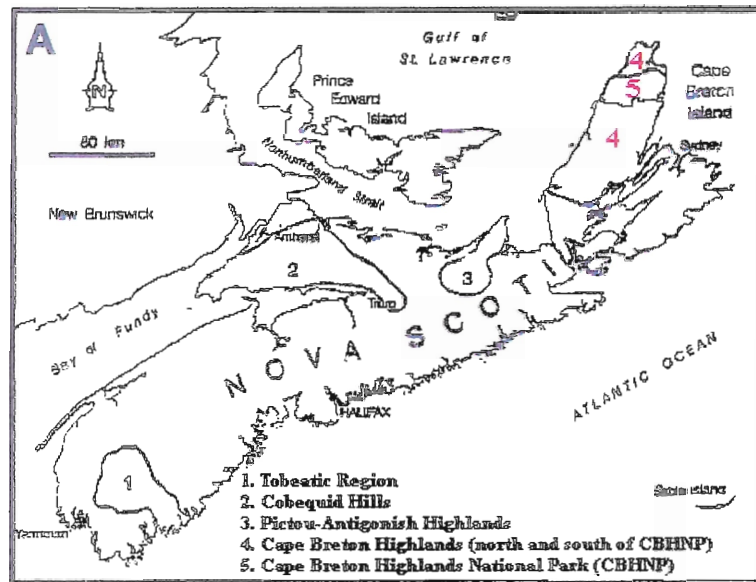 A
N
80 km
Gulf of
St. Lawrence
Prince
Edward
Island
Northumberland Strait
Cape
Breton
Island
Sydney
4
5
4
New Brunswick
Amherst
2
Truro
3
Bay of Fundy
NOVA SCOTIA
HALIFAX
ATLANTIC OCEAN
Sable Island
1
Yarmouth
1. Tobeatic Region
2. Cobequid Hills
3. Pictou-Antigonish Highlands
4. Cape Breton Highlands (north and south of CBHNP)
5. Cape Breton Highlands National Park (CBHNP)